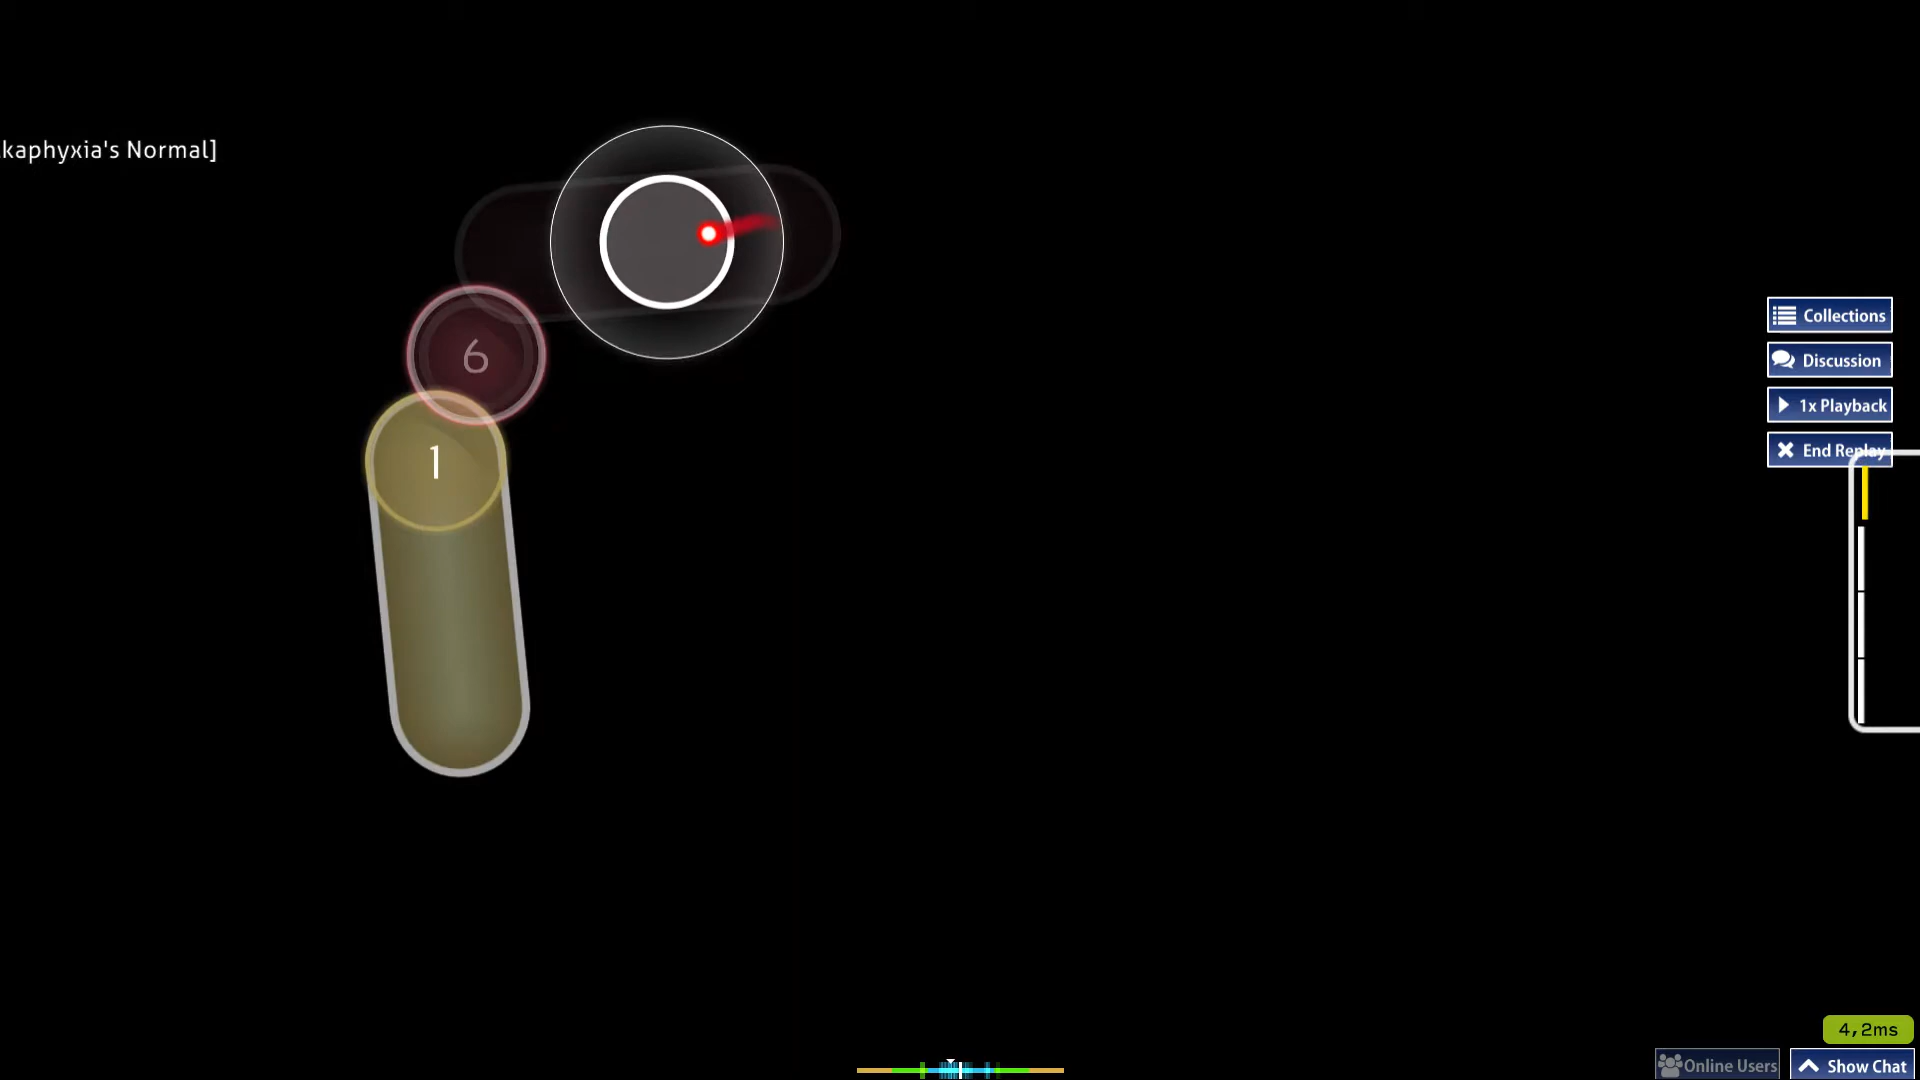 kaphyxia's Normal]
6
1
Collections
Discussion
1x Playback
End Replay
4,2ms
Online Users
Show Chat